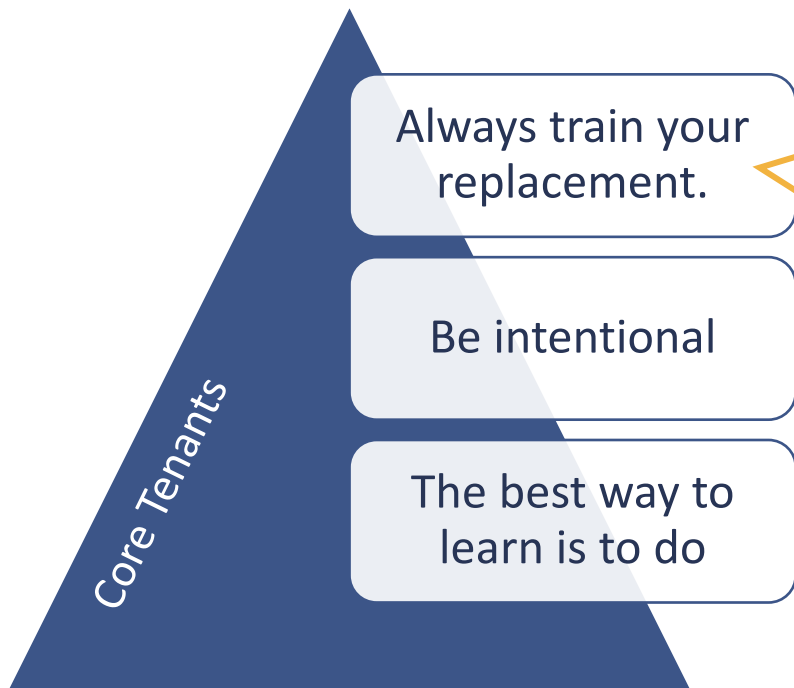 Always train your
replacement.
Be intentional
The best way to
learn is to do
Core Tenants